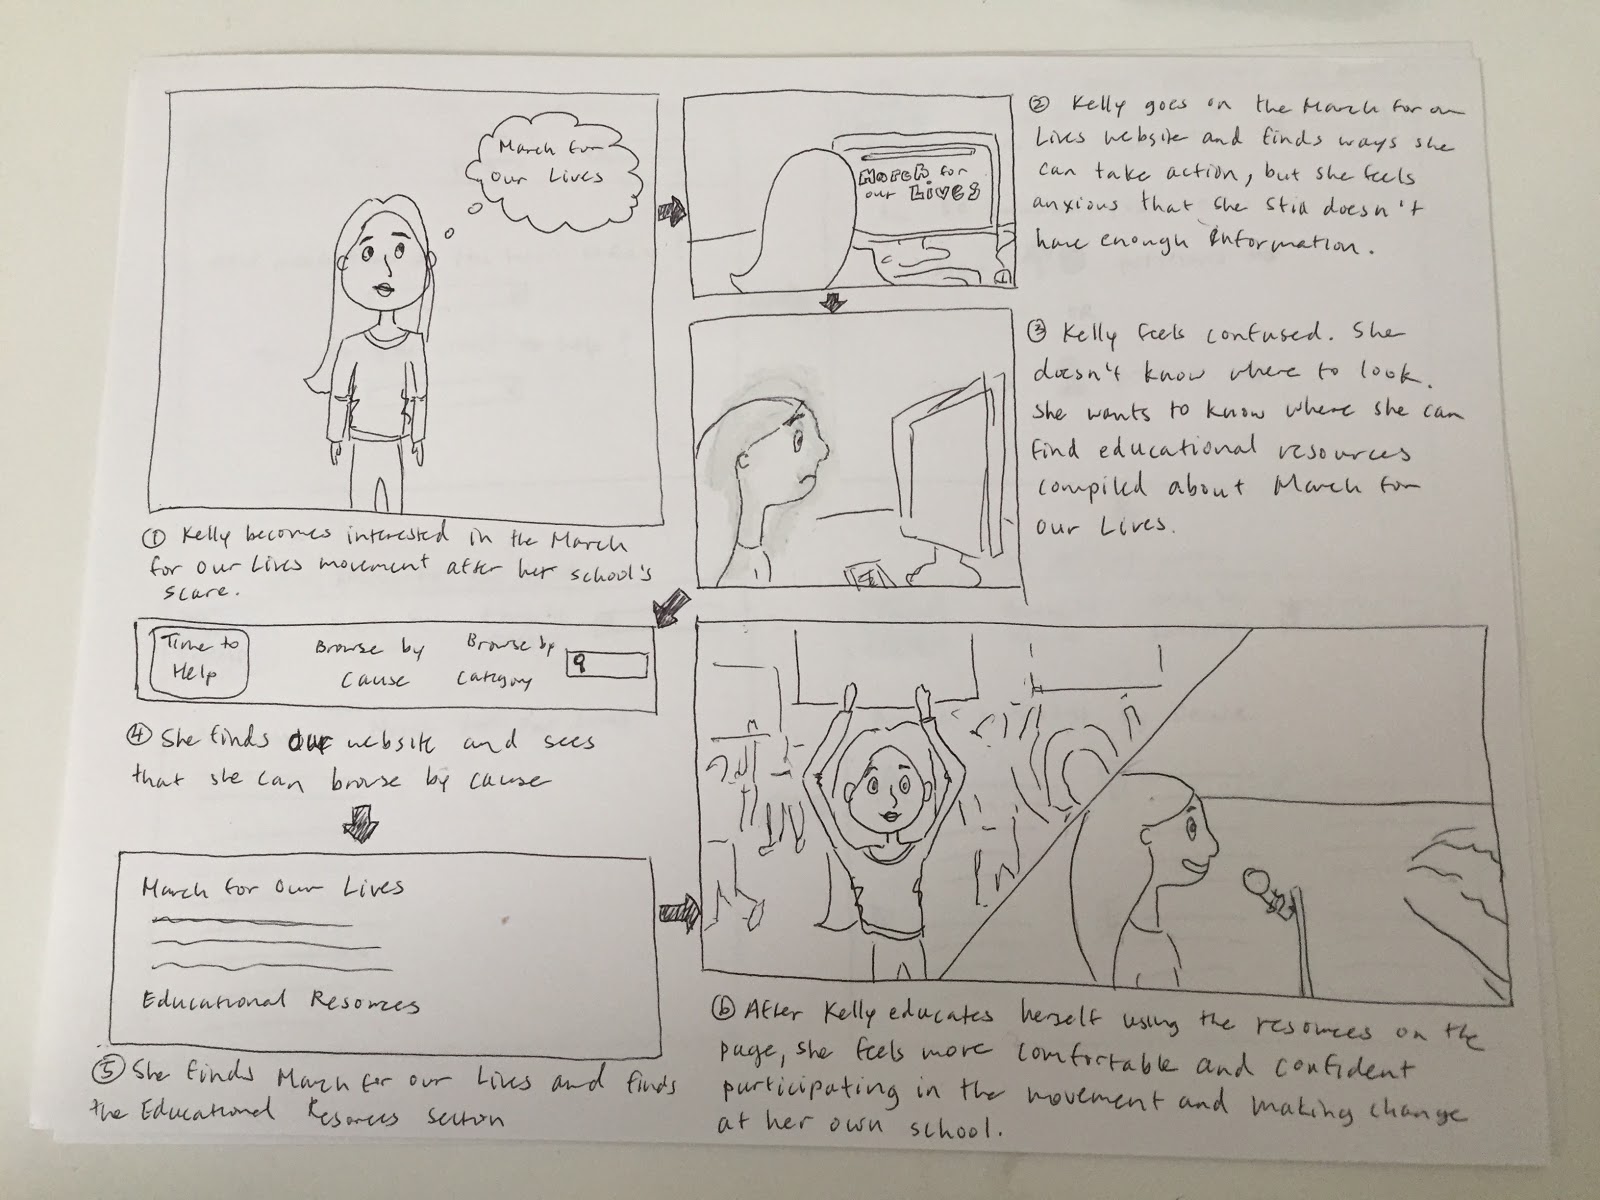 March for
our Lives
① Kelly becomes interested in the March
for our Lives movement after her school's
scare.
March for
our Lives
② Kelly goes on the March for our
Lives website and finds ways she
can take action, but she feels
anxious that she still doesn't
have enough information.
③ Kelly feels confused. She
doesn't know where to look.
She wants to know where she can
find educational resources
compiled about March for
our Lives.
Time to
Help
Browse by
Cause
Browse by
Category
④ She finds our website and sees
that she can browse by cause
March for Our Lives
Educational Resources
⑤ She finds March for our Lives and finds
the Educational Resources section
⑥ After Kelly educates herself using the resources on the
page, she feels more comfortable and confident
participating in the movement and making change
at her own school.